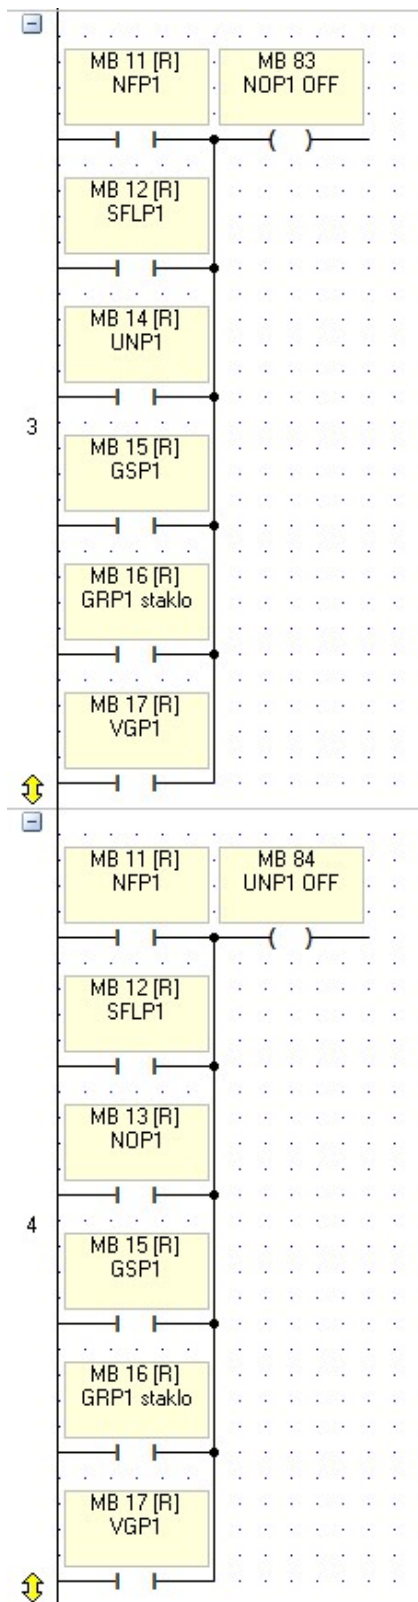 MB 11 [R]
NFP1
MB 83
NOP1 OFF
MB 12 [R]
SFLP1
MB 14 [R]
UNP1
3
MB 15 [R]
GSP1
MB 16 [R]
GRP1 staklo
MB 17 [R]
VGP1
MB 11 [R]
NFP1
MB 84
UNP1 OFF
MB 12 [R]
SFLP1
MB 13 [R]
NOP1
4
MB 15 [R]
GSP1
MB 16 [R]
GRP1 staklo
MB 17 [R]
VGP1